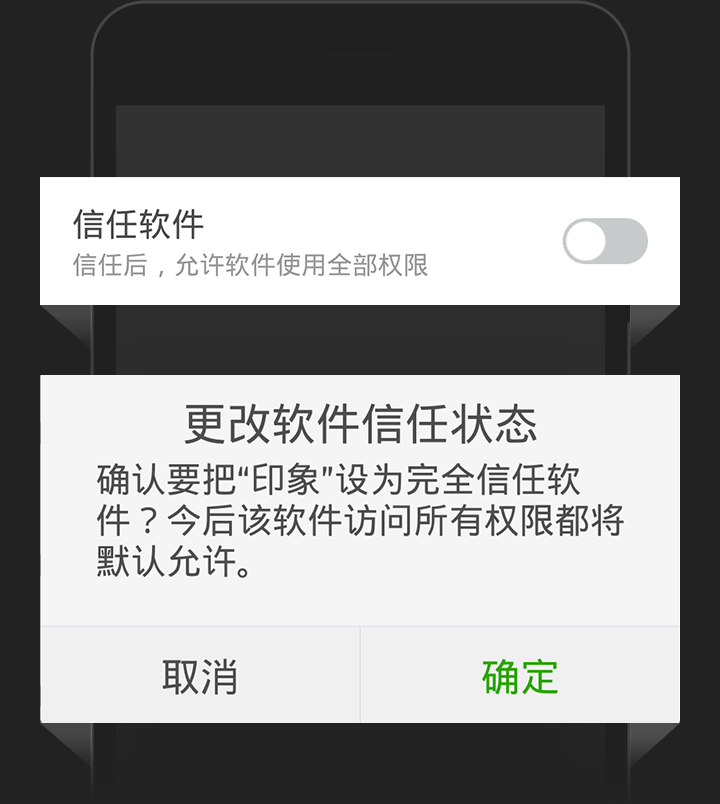 信任软件
信任后，允许软件使用全部权限
更改软件信任状态
确认要把“印象”设为完全信任软
件？今后该软件访问所有权限都将
默认允许。
取消
确定